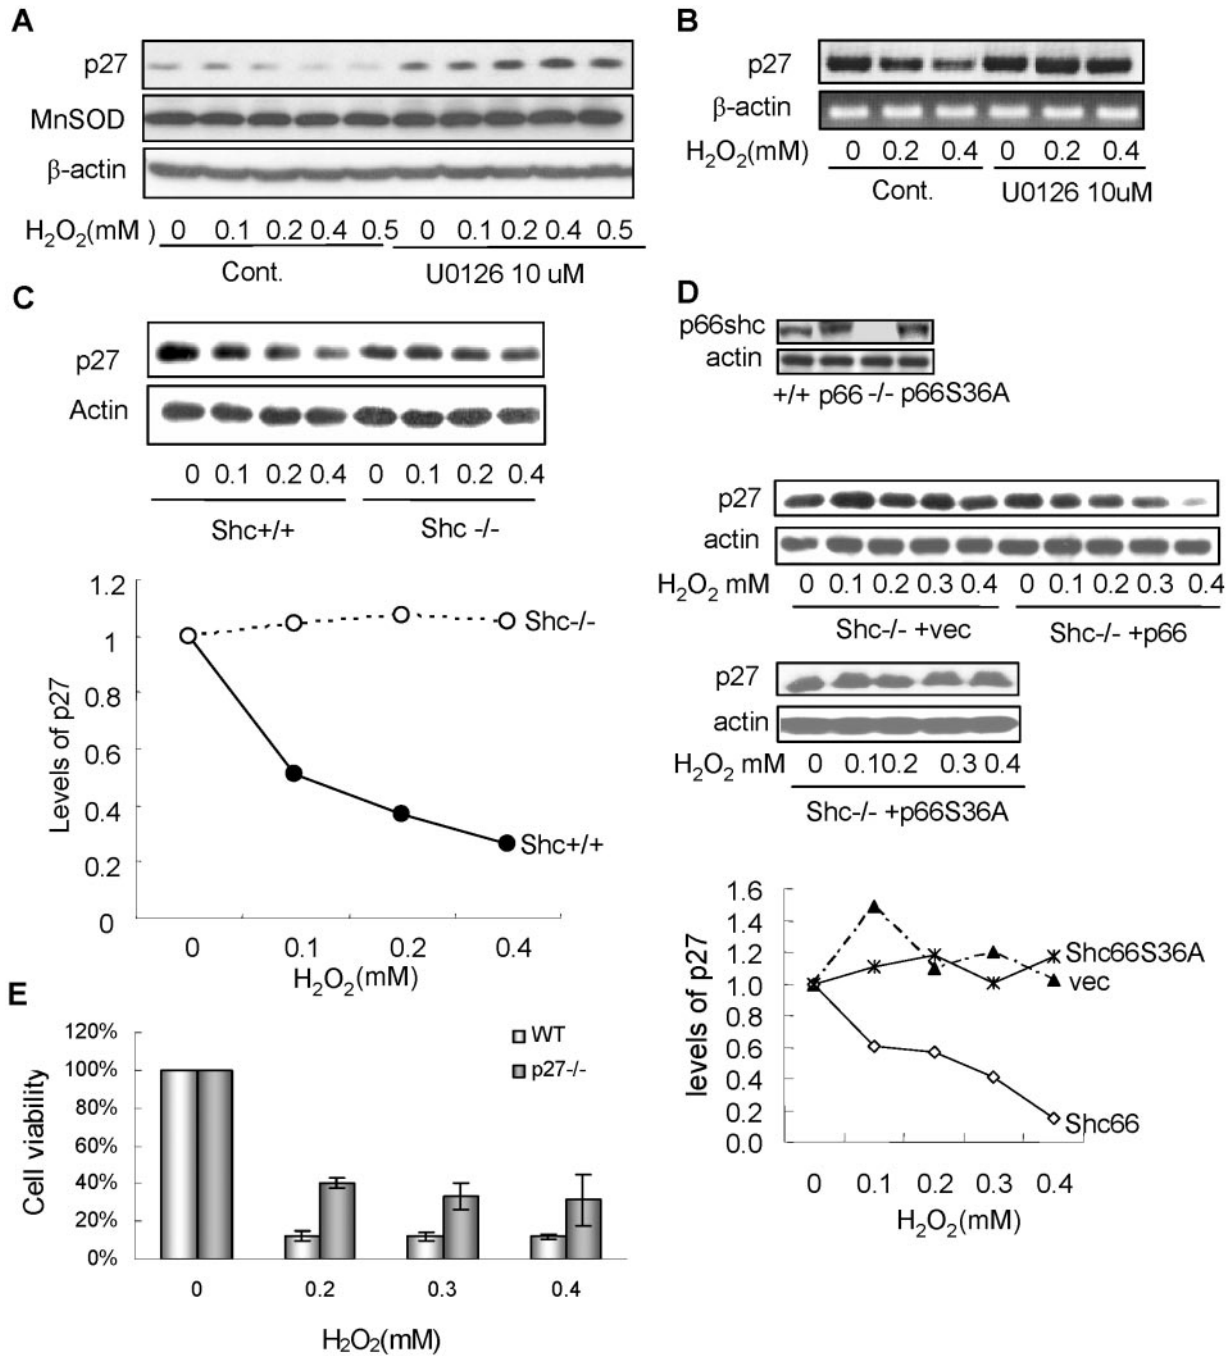 A
p27
MnSOD
β-actin
H₂O₂(mM ) 0 0.1 0.2 0.4 0.5 0 0.1 0.2 0.4 0.5
Cont. U0126 10 uM
B
p27
β-actin
H₂O₂(mM) 0 0.2 0.4 0 0.2 0.4
Cont. U0126 10uM
C
p27
Actin
0 0.1 0.2 0.4 0 0.1 0.2 0.4
Shc+/+ Shc -/-
1.2
1
0.8
0.6
0.4
0.2
0
Levels of p27
Shc-/-
Shc+/+
0 0.1 0.2 0.4
H₂O₂(mM)
D
p66shc
actin
+/+ p66 -/- p66S36A
p27
actin
H₂O₂ mM 0 0.1 0.2 0.3 0.4 0 0.1 0.2 0.3 0.4
Shc-/- +vec Shc-/- +p66
p27
actin
H₂O₂ mM 0 0.10.2 0.3 0.4
Shc-/- +p66S36A
1.6
1.4
1.2
1.0
0.8
0.6
0.4
0.2
0.0
levels of p27
Shc66S36A
vec
Shc66
0 0.1 0.2 0.3 0.4
H₂O₂(mM)
E
120%
100%
80%
60%
40%
20%
0%
Cell viability
WT
p27-/-
0 0.2 0.3 0.4
H₂O₂(mM)